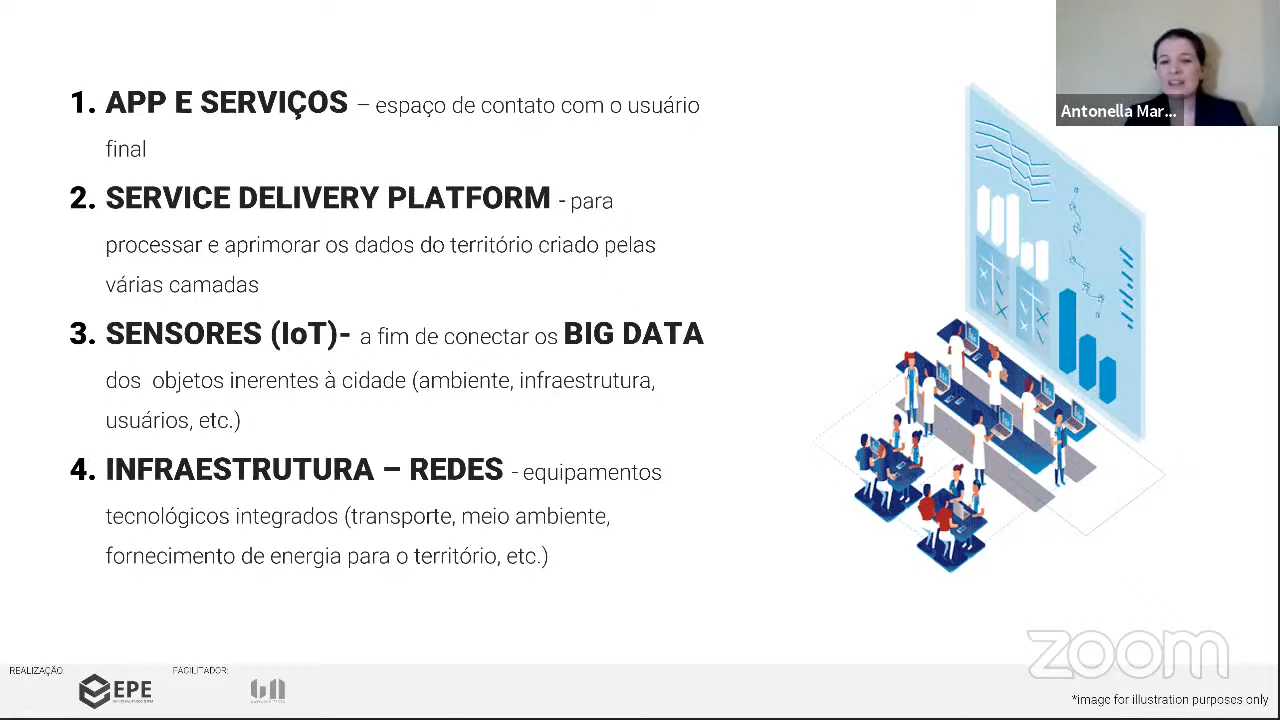 1. APP E SERVIÇOS – espaço de contato com o usuário
final
2. SERVICE DELIVERY PLATFORM - para
processar e aprimorar os dados do território criado pelas
várias camadas
3. SENSORES (IoT)- a fim de conectar os BIG DATA
dos objetos inerentes à cidade (ambiente, infraestrutura,
usuários, etc.)
4. INFRAESTRUTURA – REDES - equipamentos
tecnológicos integrados (transporte, meio ambiente,
fornecimento de energia para o território, etc.)
Antonella Mar...
zoom
REALIZAÇÃO
EPE
FACILITADOR:
*image for illustration purposes only